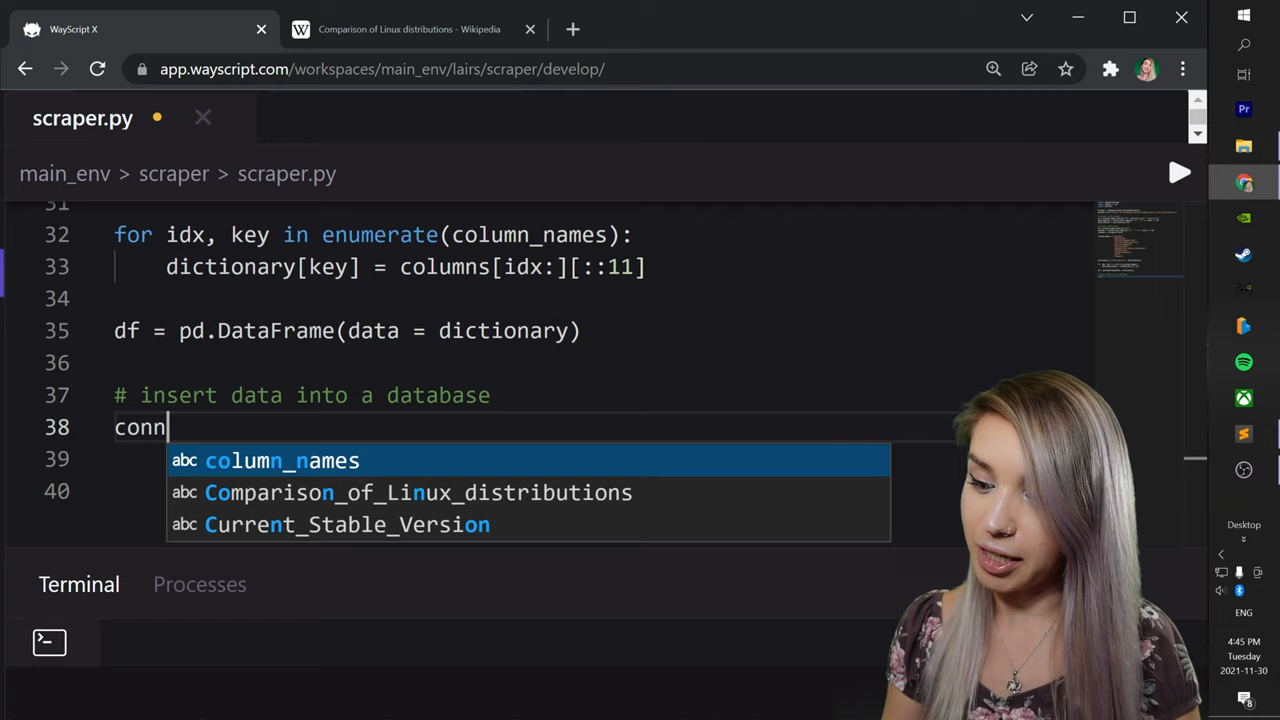 WayScript X
W Comparison of Linux distributions - Wikipedia
app.wayscript.com/workspaces/main_env/lairs/scraper/develop/
scraper.py
main_env > scraper > scraper.py
31
32 for idx, key in enumerate(column_names):
33 dictionary[key] = columns[idx:][::11]
34
35 df = pd.DataFrame(data = dictionary)
36
37 # insert data into a database
38 conn
39
40
abc column_names
abc Comparison_of_Linux_distributions
abc Current_Stable_Version
Terminal Processes
Pr
Desktop
ENG
4:45 PM
Tuesday
2021-11-30
8